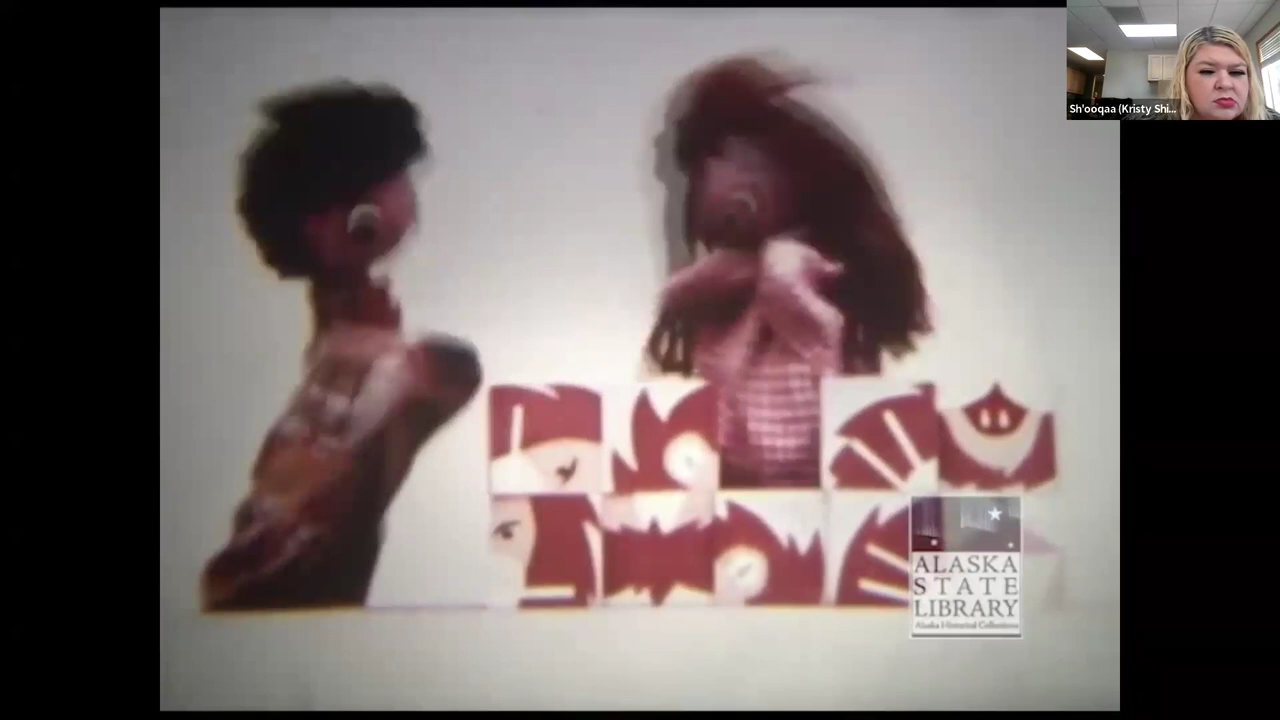 Sh'ooqaa (Kristy Shi...
ALASKA
STATE
LIBRARY
Alaska Historical Collections